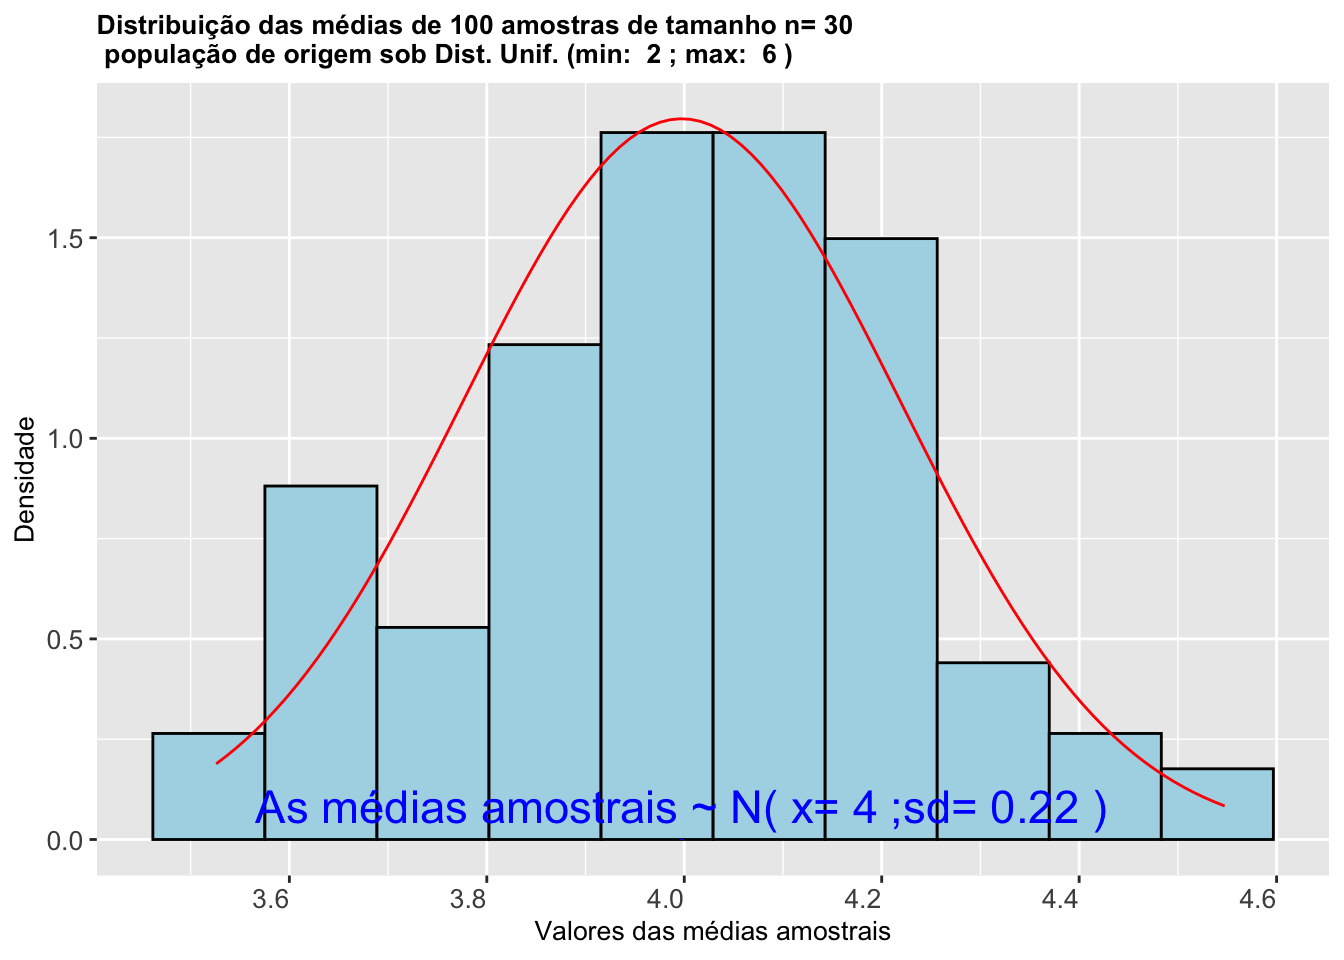 Distribuição das médias de 100 amostras de tamanho n= 30
população de origem sob Dist. Unif. (min:  2 ; max:  6 )
Densidade
1.5
1.0
0.5
0.0
As médias amostrais ~ N( x= 4 ;sd= 0.22 )
3.6 3.8 4.0 4.2 4.4 4.6
Valores das médias amostrais